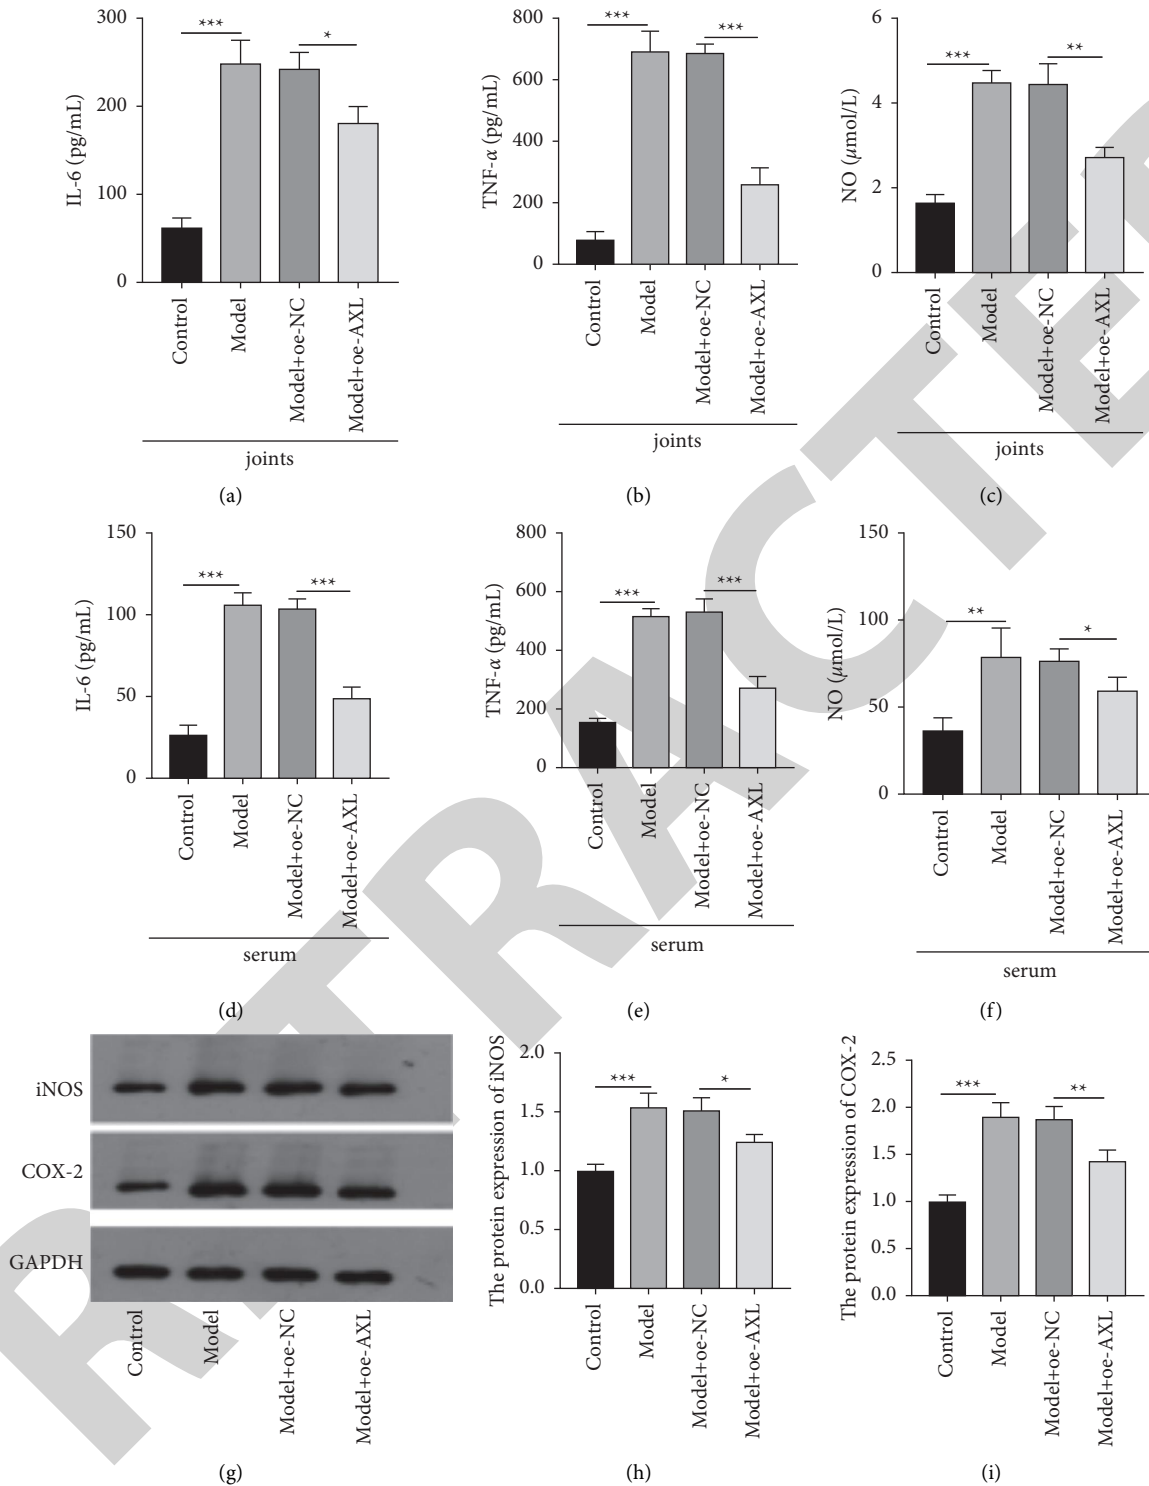 300
200
100
0
IL-6 (pg/mL)
***
*
Control
Model
Model+oe-NC
Model+oe-AXL
joints
(a)
800
600
400
200
0
TNF-α (pg/mL)
***
***
Control
Model
Model+oe-NC
Model+oe-AXL
joints
(b)
6
4
2
0
NO (μmol/L)
***
**
Control
Model
Model+oe-NC
Model+oe-AXL
joints
(c)
150
100
50
0
IL-6 (pg/mL)
***
***
Control
Model
Model+oe-NC
Model+oe-AXL
serum
(d)
800
600
400
200
0
TNF-α (pg/mL)
***
***
Control
Model
Model+oe-NC
Model+oe-AXL
serum
(e)
150
100
50
0
NO (μmol/L)
**
*
Control
Model
Model+oe-NC
Model+oe-AXL
serum
(f)
iNOS
COX-2
GAPDH
Control
Model
Model+oe-NC
Model+oe-AXL
(g)
2.0
1.5
1.0
0.5
0.0
The protein expression of iNOS
***
*
Control
Model
Model+oe-NC
Model+oe-AXL
(h)
2.5
2.0
1.5
1.0
0.5
0.0
The protein expression of COX-2
***
**
Control
Model
Model+oe-NC
Model+oe-AXL
(i)
RETRACTE